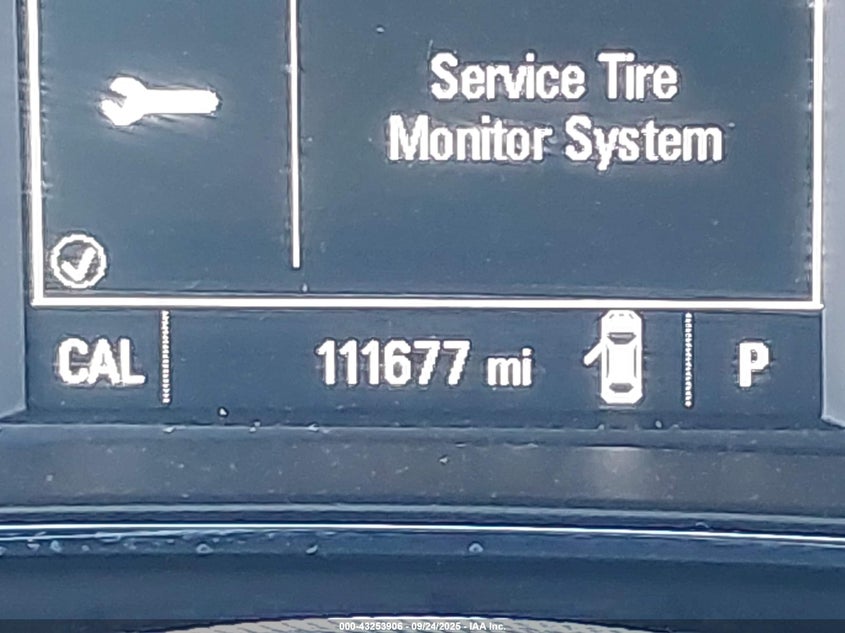 Service Tire
Monitor System
CAL 111677 mi P
000-43253906 - 09/24/2025 - IAA Inc.